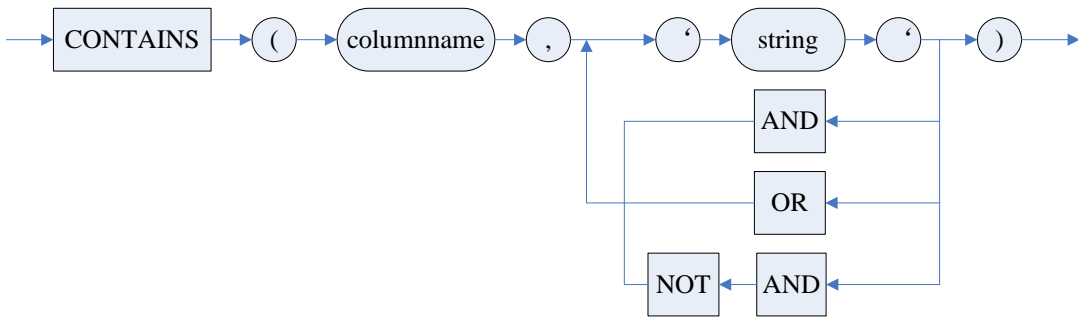 CONTAINS ( columnname , ‘ string ‘ )
AND
OR
NOT AND